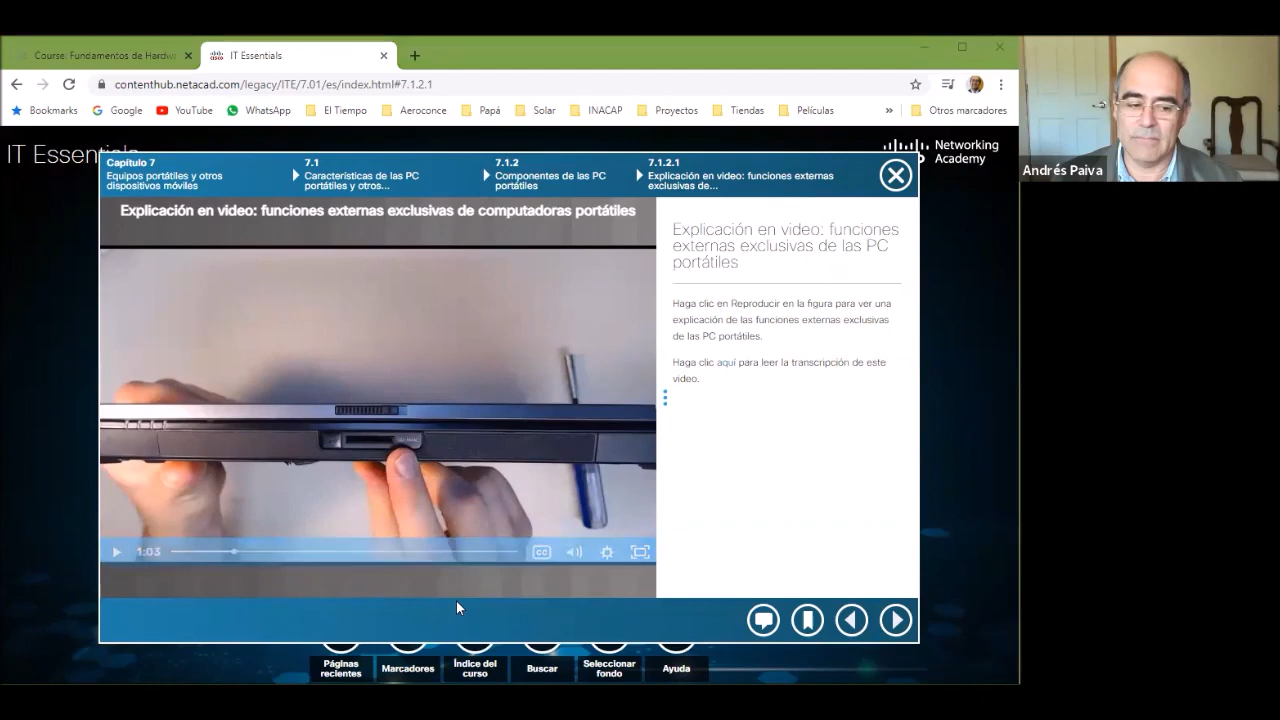 Course: Fundamentos de Hardwa
IT Essentials
contenthub.netacad.com/legacy/ITE/7.01/es/index.html#7.1.2.1
Bookmarks
Google
YouTube
WhatsApp
El Tiempo
Aeroconce
Papá
Solar
INACAP
Proyectos
Tiendas
Películas
»
Otros marcadores
IT Essentials
Networking
Academy
Andrés Paiva
Capítulo 7
Equipos portátiles y otros
dispositivos móviles
7.1
Características de las PC
portátiles y otros...
7.1.2
Componentes de las PC
portátiles
7.1.2.1
Explicación en video: funciones externas
exclusivas de...
Explicación en video: funciones externas exclusivas de computadoras portátiles
Explicación en video: funciones
externas exclusivas de las PC
portátiles
Haga clic en Reproducir en la figura para ver una
explicación de las funciones externas exclusivas
de las PC portátiles.
Haga clic aquí para leer la transcripción de este
video.
1:03
CC
Páginas
recientes
Marcadores
Índice del
curso
Buscar
Seleccionar
fondo
Ayuda